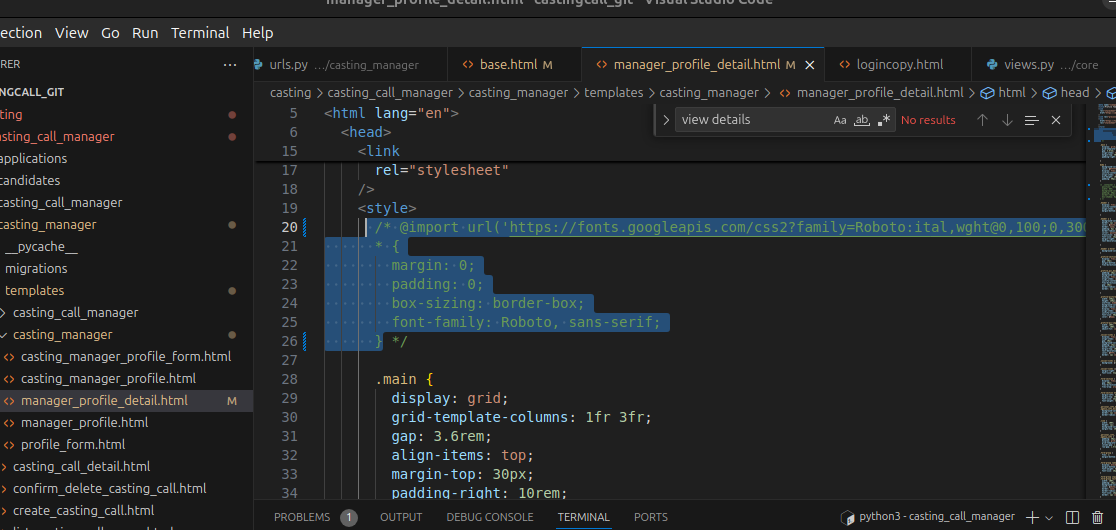 manager_profile_detail.html - castingcall_git - Visual Studio Code
ection View Go Run Terminal Help
RER ···
urls.py .../casting_manager
base.html M
manager_profile_detail.html M
logincopy.html
views.py .../core
NGCALL_GIT
ting
asting_call_manager
applications
candidates
casting_call_manager
casting_manager
__pycache__
migrations
templates
casting_call_manager
casting_manager
casting_manager_profile_form.html
casting_manager_profile.html
manager_profile_detail.html M
manager_profile.html
profile_form.html
casting_call_detail.html
confirm_delete_casting_call.html
create_casting_call.html
casting > casting_call_manager > casting_manager > templates > casting_manager > manager_profile_detail.html > html > head >
view details Aa ab .* No results
5 <html lang="en">
6 <head>
15 <link
17 rel="stylesheet"
18 />
19 <style>
20 /* @import url('https://fonts.googleapis.com/css2?family=Roboto:ital,wght@0,100;0,300
21 * {
22 margin: 0;
23 padding: 0;
24 box-sizing: border-box;
25 font-family: Roboto, sans-serif;
26 } */
27
28 .main {
29 display: grid;
30 grid-template-columns: 1fr 3fr;
31 gap: 3.6rem;
32 align-items: top;
33 margin-top: 30px;
34 padding-right: 10rem;
PROBLEMS 1 OUTPUT DEBUG CONSOLE TERMINAL PORTS
python3 - casting_call_manager